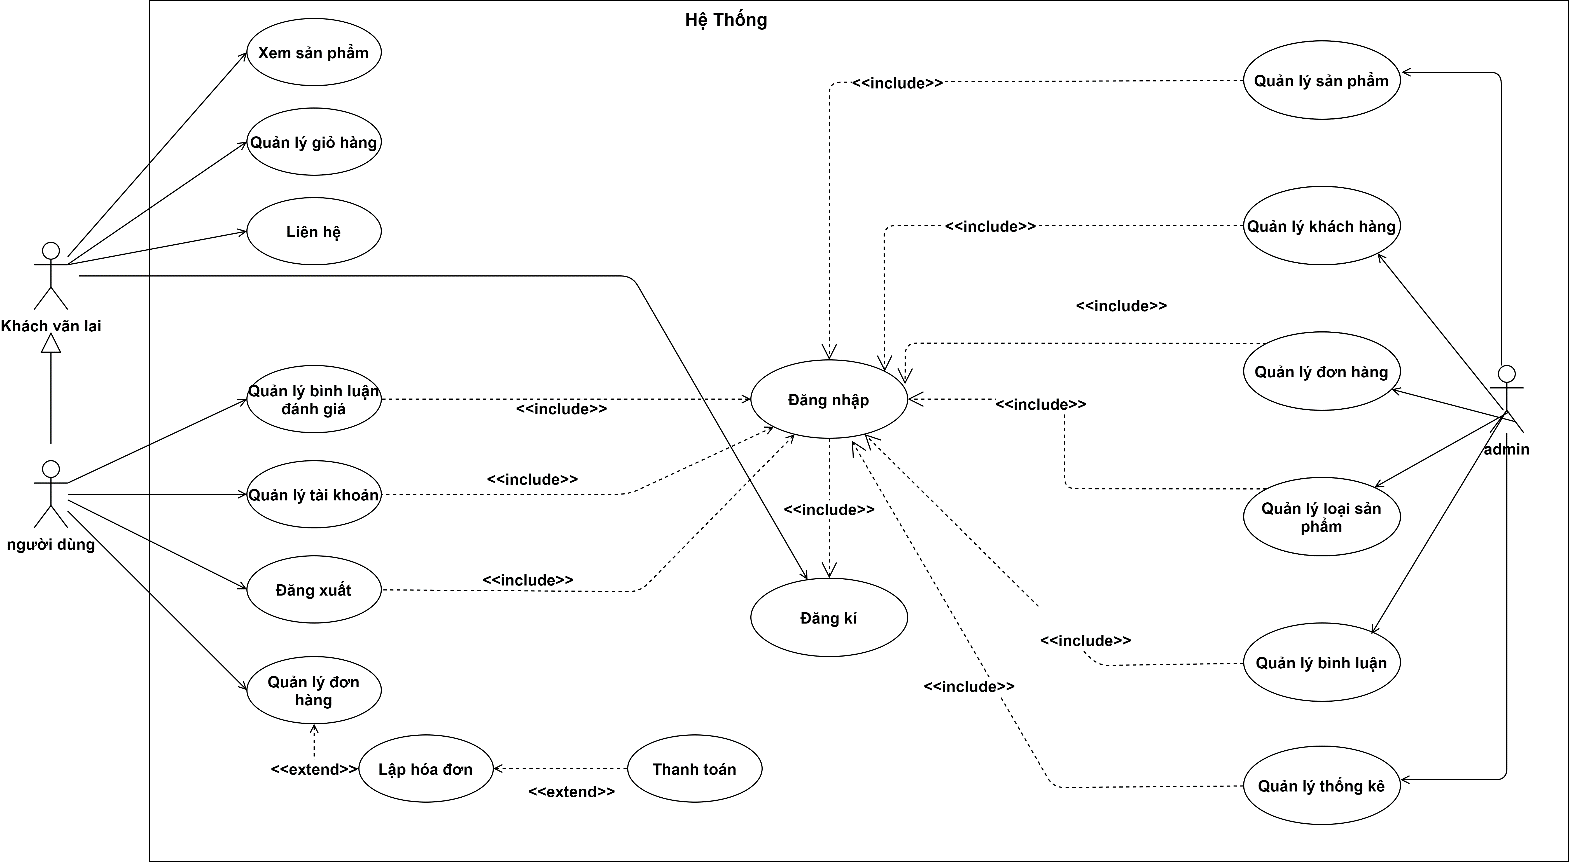 Hệ Thống
Xem sản phẩm
Quản lý giỏ hàng
Liên hệ
Khách vãn lai
Quản lý bình luận
đánh giá
<<include>>
Quản lý tài khoản
<<include>>
người dùng
Đăng xuất
<<include>>
Quản lý đơn
hàng
<<extend>>
Lập hóa đơn
<<extend>>
Thanh toán
Đăng nhập
<<include>>
Đăng kí
<<include>>
Quản lý sản phẩm
<<include>>
Quản lý khách hàng
<<include>>
Quản lý đơn hàng
<<include>>
admin
Quản lý loại sản
phẩm
<<include>>
Quản lý bình luận
<<include>>
Quản lý thống kê